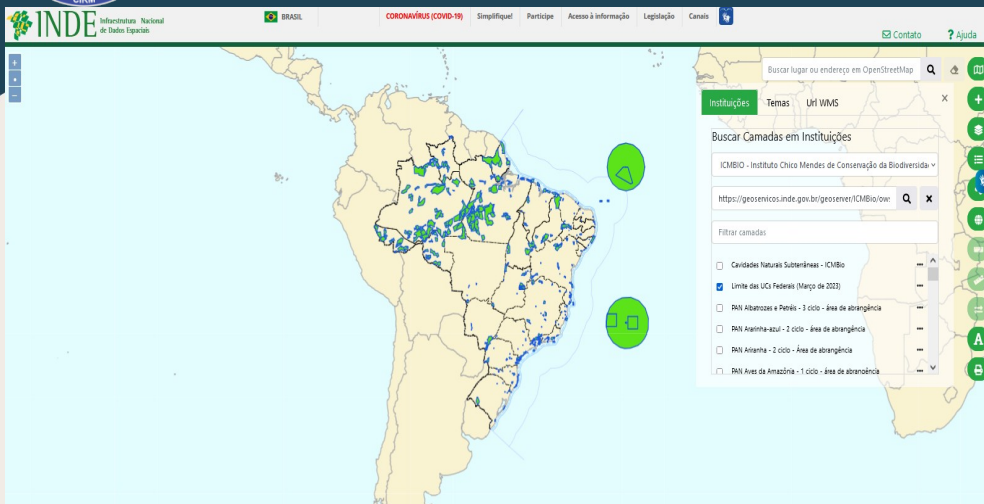 CIRM
INDE Infraestrutura Nacional
de Dados Espaciais
BRASIL
CORONAVÍRUS (COVID-19) Simplifique! Participe Acesso à informação Legislação Canais
Contato ? Ajuda
+
-
Buscar lugar ou endereço em OpenStreetMap
Instituições Temas Url WMS X
Buscar Camadas em Instituições
ICMBIO - Instituto Chico Mendes de Conservação da Biodiversida
https://geoservicos.inde.gov.br/geoserver/ICMBio/ow
Filtrar camadas
Cavidades Naturais Subterrâneas - ICMBio
Limite das UCs Federais (Março de 2023)
PAN Albatrozes e Petréis - 3 ciclo - área de abrangência
PAN Ararinha-azul - 2 ciclo - área de abrangência
PAN Ariranha - 2 ciclo - Área de abrangência
PAN Aves da Amazônia - 1 ciclo - área de abrangência
A